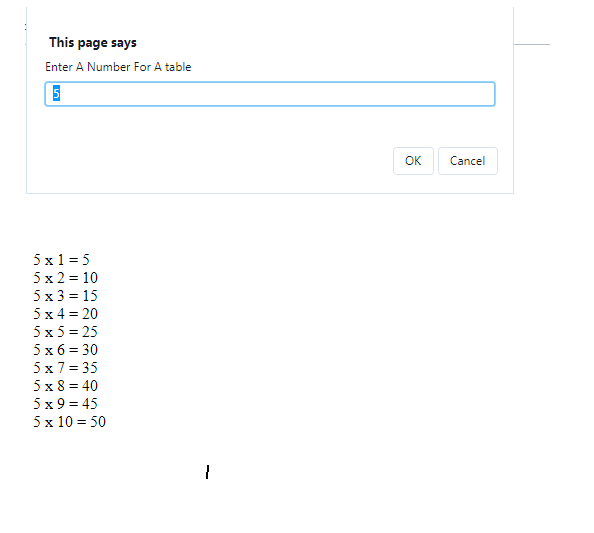 This page says
Enter A Number For A table
5
OK Cancel
5 x 1 = 5
5 x 2 = 10
5 x 3 = 15
5 x 4 = 20
5 x 5 = 25
5 x 6 = 30
5 x 7 = 35
5 x 8 = 40
5 x 9 = 45
5 x 10 = 50